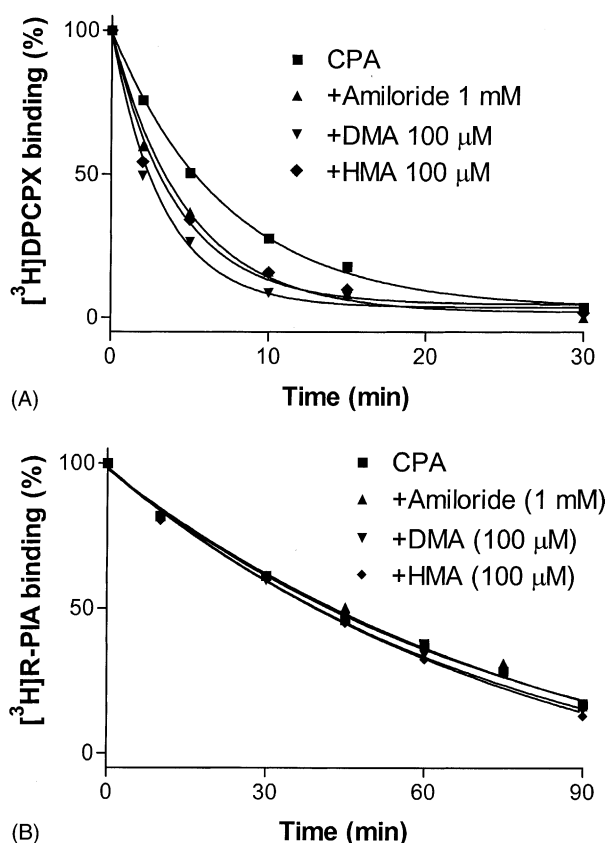 [³H]DPCPX binding (%)
100
50
0
CPA
+Amiloride 1 mM
+DMA 100 μM
+HMA 100 μM
0 10 20 30
Time (min)
(A)
[³H]R-PIA binding (%)
100
50
0
CPA
+Amiloride (1 mM)
+DMA (100 μM)
+HMA (100 μM)
0 30 60 90
Time (min)
(B)